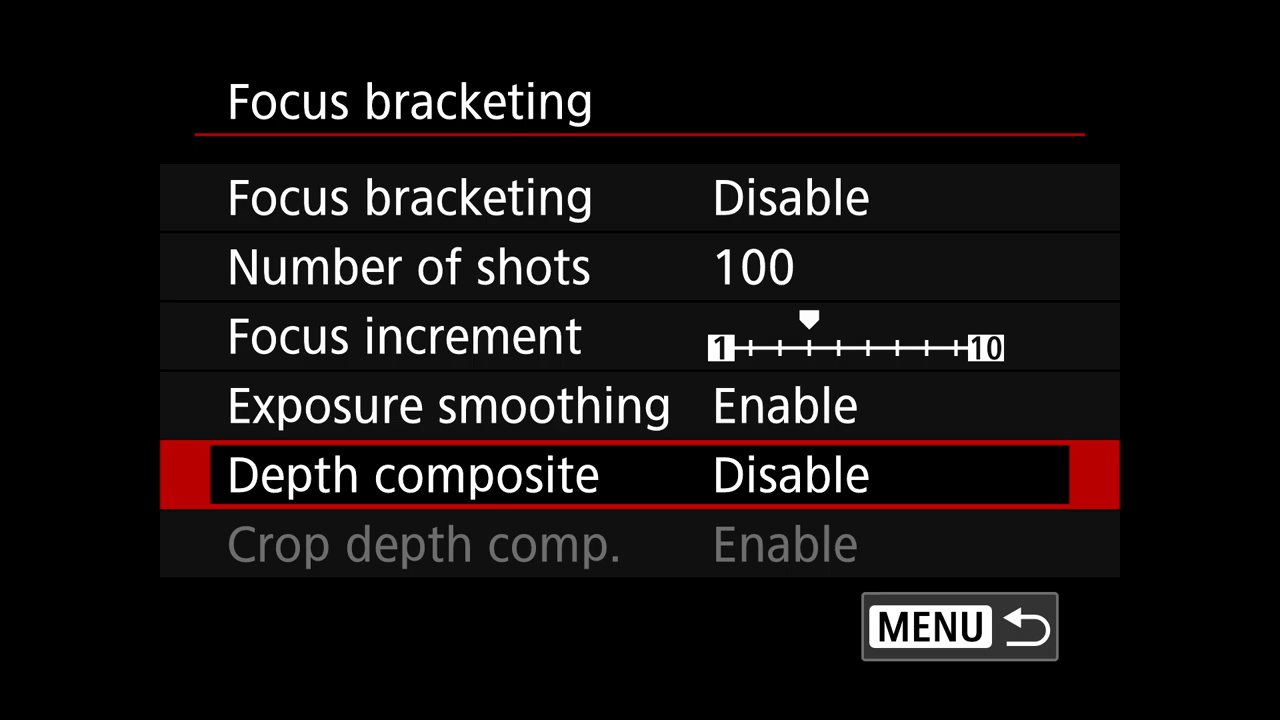 Focus bracketing
Focus bracketing Disable
Number of shots 100
Focus increment 1 10
Exposure smoothing Enable
Depth composite Disable
Crop depth comp. Enable
MENU